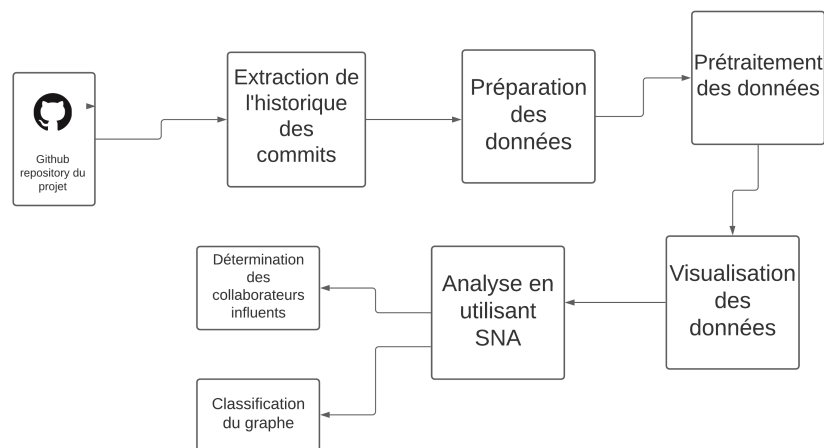 Github
repository du
projet
Extraction de
l'historique
des
commits
Préparation
des
données
Prétraitement
des données
Visualisation
des
données
Analyse en
utilisant
SNA
Détermination
des
collaborateurs
influents
Classification
du graphe